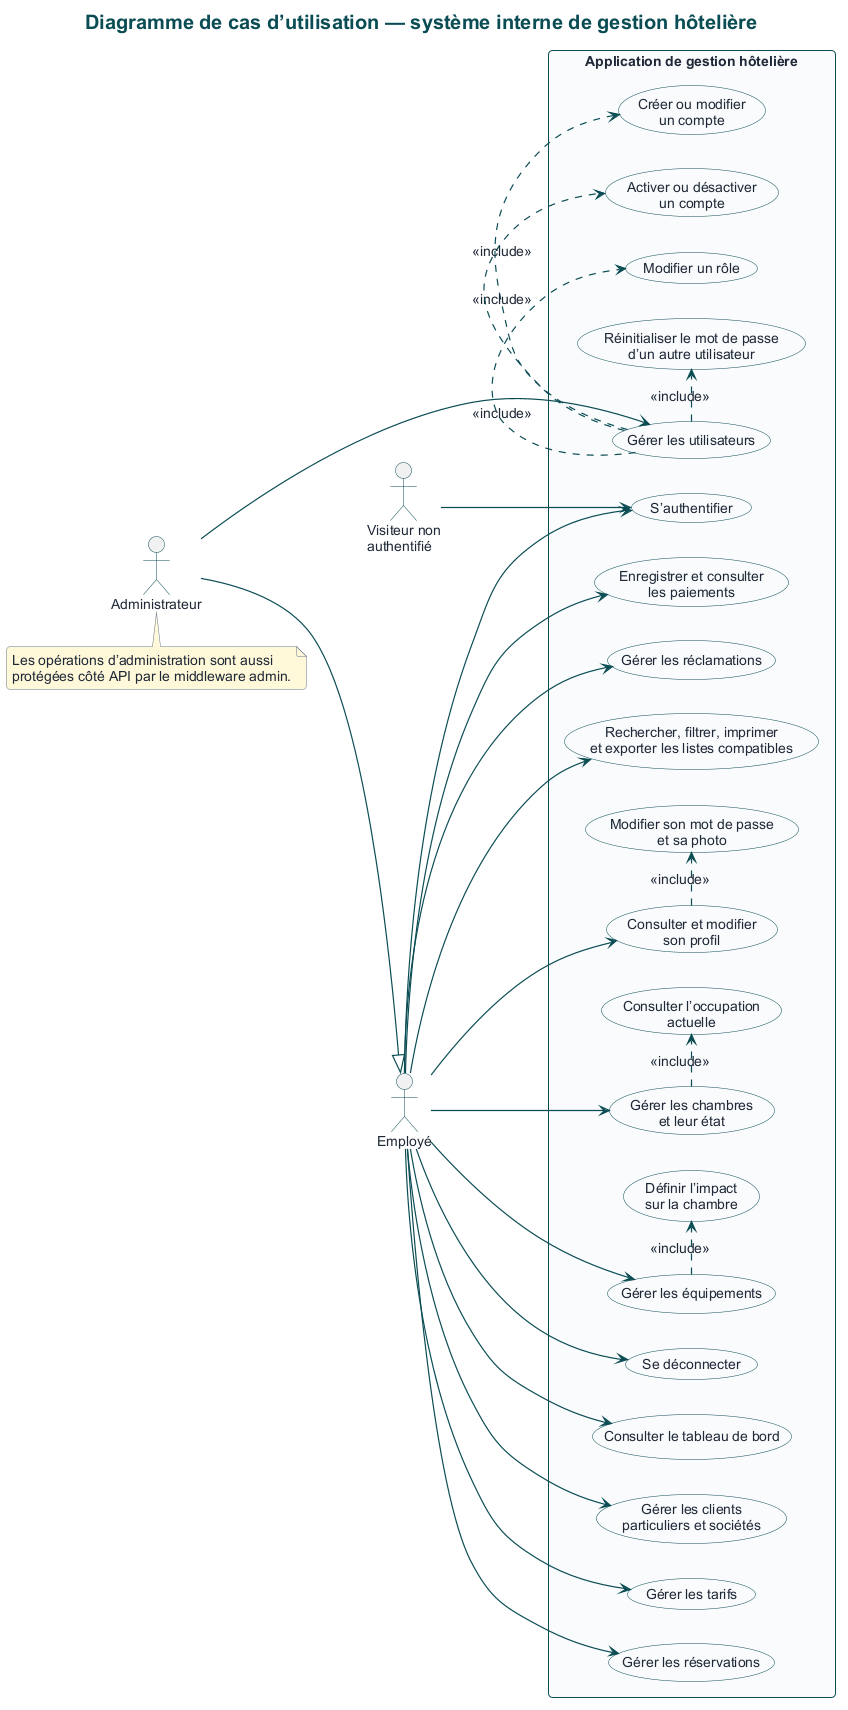 Diagramme de cas d’utilisation — système interne de gestion hôtelière
Application de gestion hôtelière
Créer ou modifier
un compte
Activer ou désactiver
un compte
«include»
Modifier un rôle
«include»
Réinitialiser le mot de passe
d’un autre utilisateur
«include»
«include»
Gérer les utilisateurs
S’authentifier
Visiteur non
authentifié
Enregistrer et consulter
les paiements
Administrateur
Les opérations d’administration sont aussi
protégées côté API par le middleware admin.
Gérer les réclamations
Rechercher, filtrer, imprimer
et exporter les listes compatibles
Modifier son mot de passe
et sa photo
«include»
Consulter et modifier
son profil
Consulter l’occupation
actuelle
«include»
Gérer les chambres
et leur état
Employé
Définir l’impact
sur la chambre
«include»
Gérer les équipements
Se déconnecter
Consulter le tableau de bord
Gérer les clients
particuliers et sociétés
Gérer les tarifs
Gérer les réservations